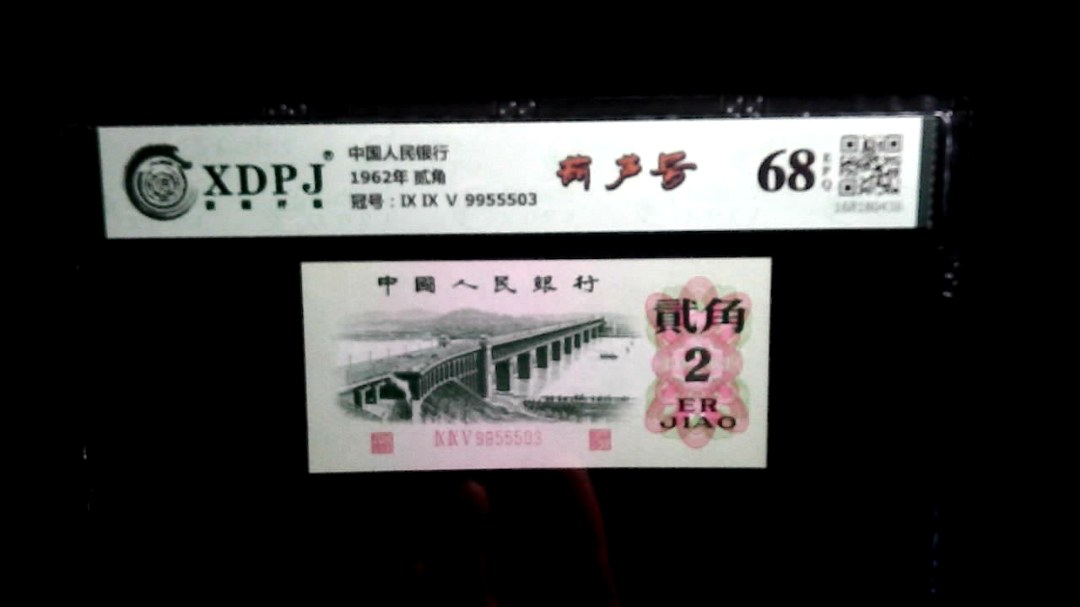 XDPJ®
中国人民银行
1962年 贰角
冠号：IX IX V 9955503
葫芦号
68
EPQ
中國人民銀行
貳角
2
ER
JIAO
IX IX V 9955503